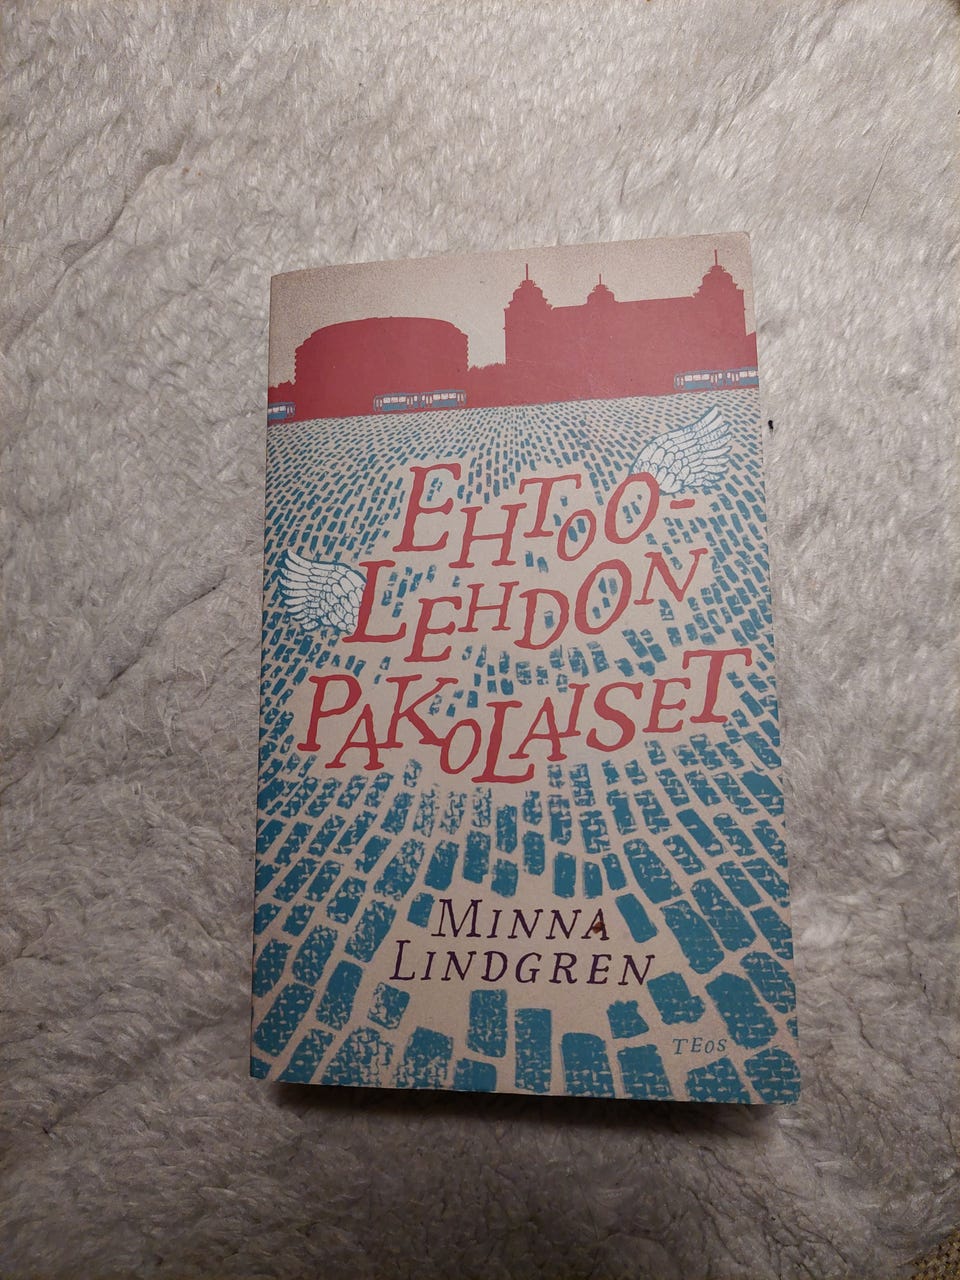 EHTOO-
LEHDON
PAKOLAISET
MINNA
LINDGREN
TEOS